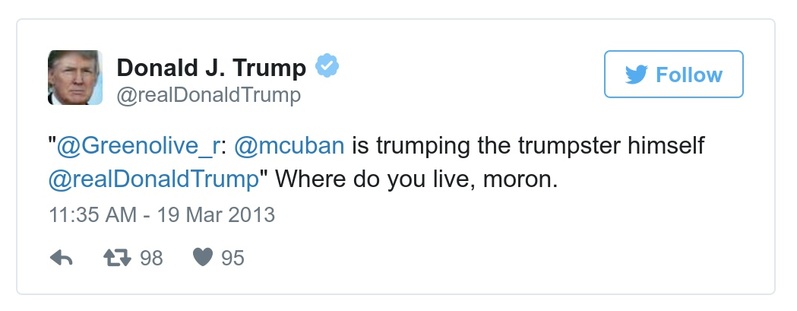 Donald J. Trump
@realDonaldTrump
Follow
"@Greenolive_r: @mcuban is trumping the trumpster himself
@realDonaldTrump" Where do you live, moron.
11:35 AM - 19 Mar 2013
98 95